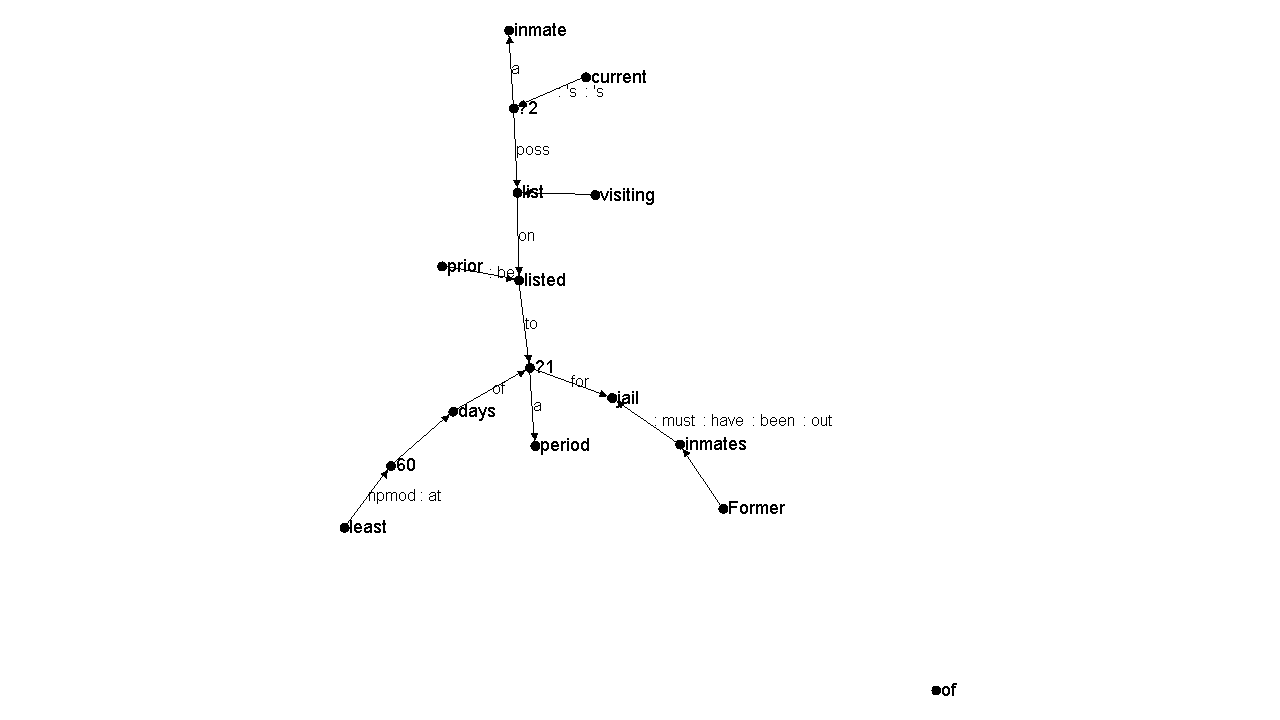 inmate
a
current
: 's : 's
?2
poss
list
visiting
on
prior
: be
listed
to
?1
of
for
jail
days
a
: must : have : been : out
period
inmates
60
npmod : at
Former
least
of